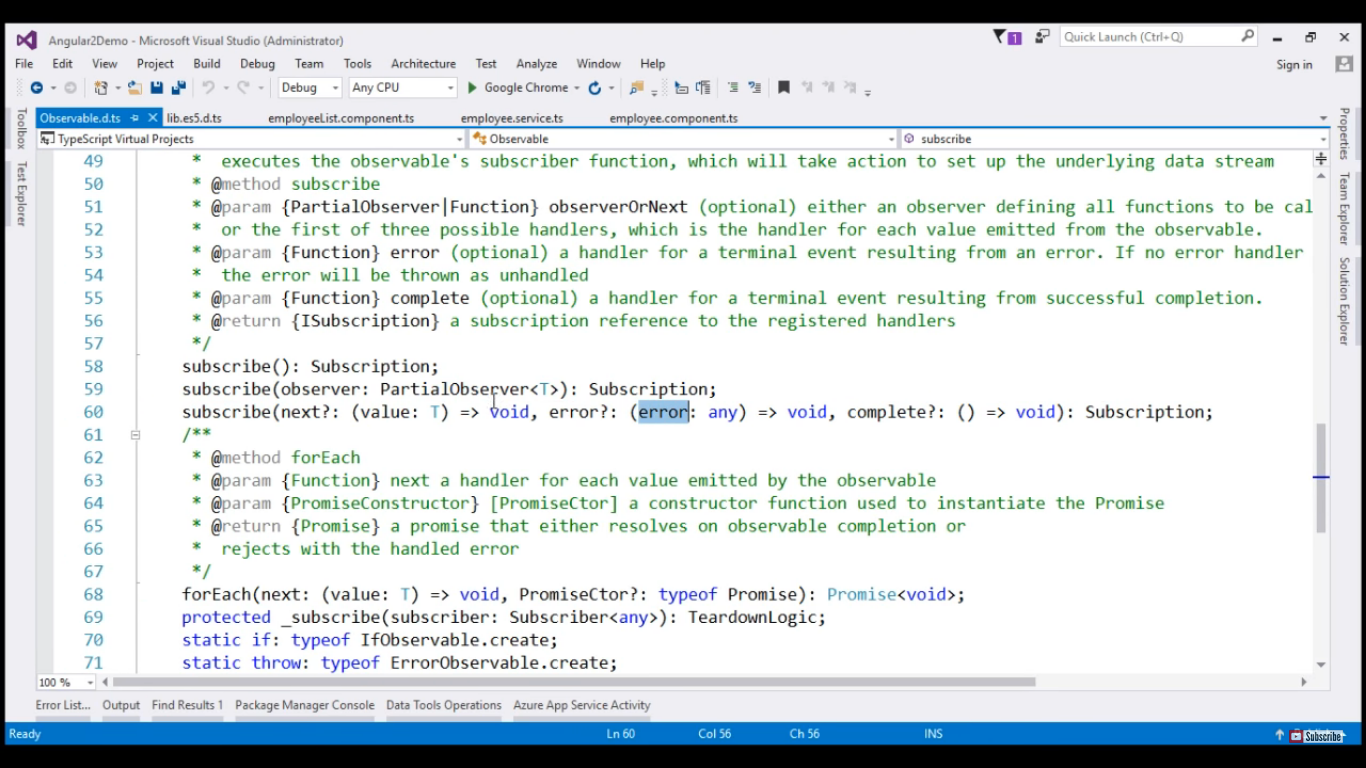 Angular2Demo - Microsoft Visual Studio (Administrator)
1
Quick Launch (Ctrl+Q)
File Edit View Project Build Debug Team Tools Architecture Test Analyze Window Help
Sign in
Debug Any CPU Google Chrome
Observable.d.ts lib.es5.d.ts employeeList.component.ts employee.service.ts employee.component.ts
TypeScript Virtual Projects Observable subscribe
Toolbox
Test Explorer
Properties
Team Explorer
Solution Explorer
49 * executes the observable's subscriber function, which will take action to set up the underlying data stream
50 * @method subscribe
51 * @param {PartialObserver|Function} observerOrNext (optional) either an observer defining all functions to be cal
52 * or the first of three possible handlers, which is the handler for each value emitted from the observable.
53 * @param {Function} error (optional) a handler for a terminal event resulting from an error. If no error handler
54 * the error will be thrown as unhandled
55 * @param {Function} complete (optional) a handler for a terminal event resulting from successful completion.
56 * @return {ISubscription} a subscription reference to the registered handlers
57 */
58 subscribe(): Subscription;
59 subscribe(observer: PartialObserver<T>): Subscription;
60 subscribe(next?: (value: T) => void, error?: (error: any) => void, complete?: () => void): Subscription;
61 /**
62 * @method forEach
63 * @param {Function} next a handler for each value emitted by the observable
64 * @param {PromiseConstructor} [PromiseCtor] a constructor function used to instantiate the Promise
65 * @return {Promise} a promise that either resolves on observable completion or
66 * rejects with the handled error
67 */
68 forEach(next: (value: T) => void, PromiseCtor?: typeof Promise): Promise<void>;
69 protected _subscribe(subscriber: Subscriber<any>): TeardownLogic;
70 static if: typeof IfObservable.create;
71 static throw: typeof ErrorObservable.create;
100 %
Error List... Output Find Results 1 Package Manager Console Data Tools Operations Azure App Service Activity
Ready Ln 60 Col 56 Ch 56 INS
Subscribe